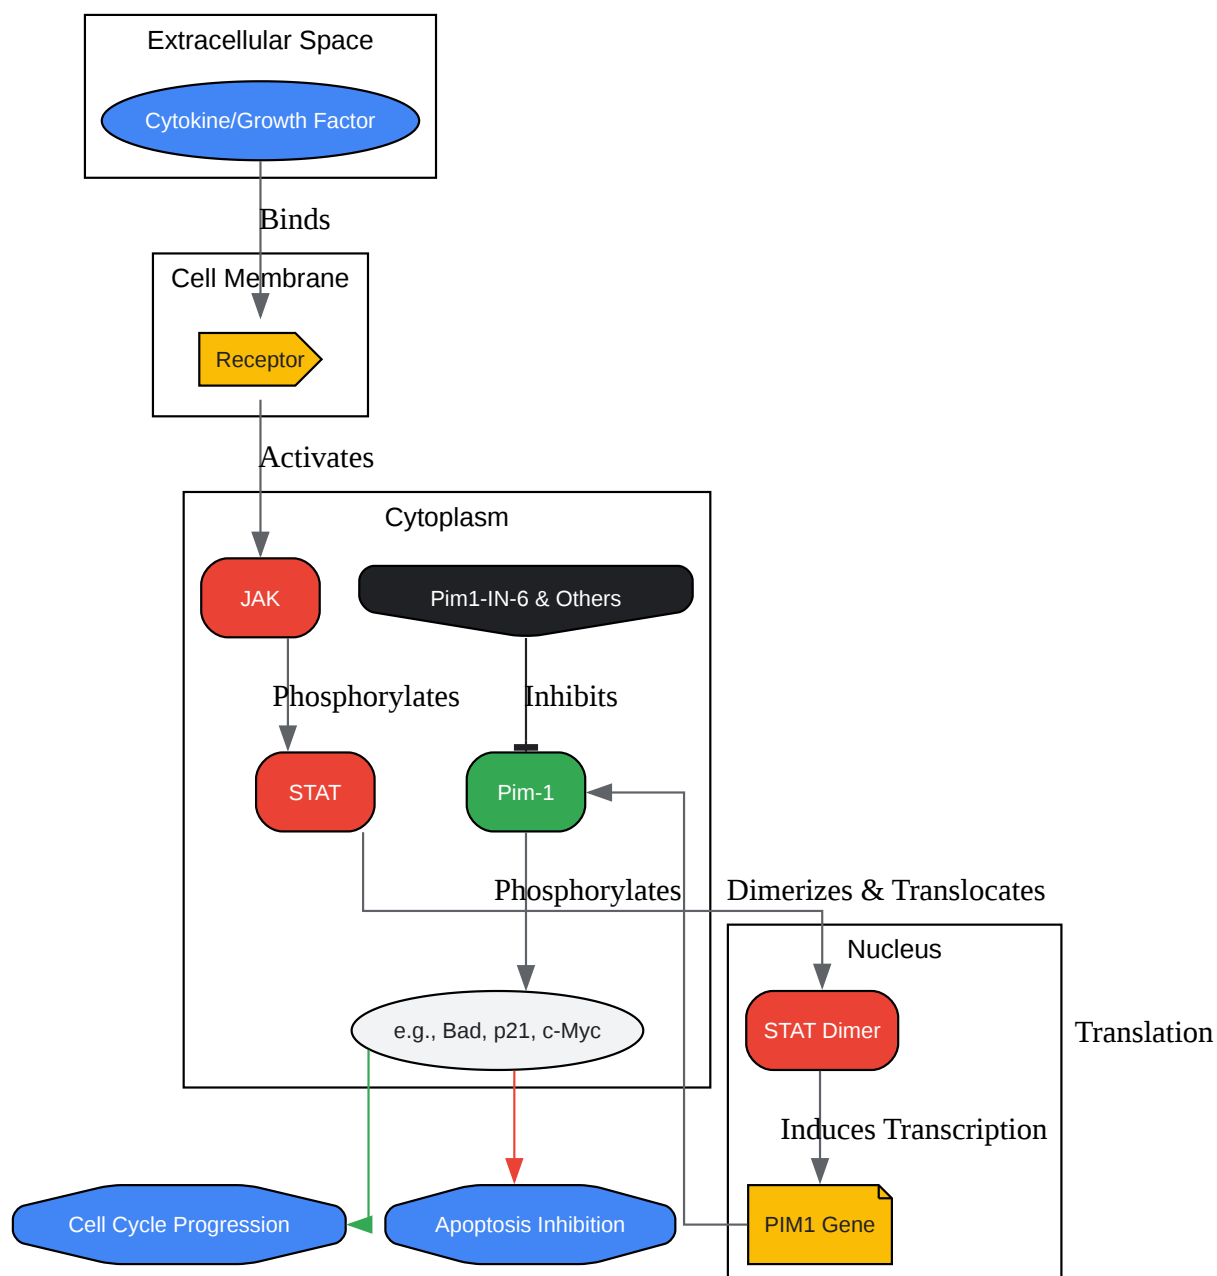 Extracellular Space
Cytokine/Growth Factor
Binds
Cell Membrane
Receptor
Activates
Cytoplasm
JAK
Pim1-IN-6 & Others
Phosphorylates
Inhibits
STAT
Pim-1
Phosphorylates
Dimerizes & Translocates
Nucleus
e.g., Bad, p21, c-Myc
STAT Dimer
Translation
Induces Transcription
Cell Cycle Progression
Apoptosis Inhibition
PIM1 Gene